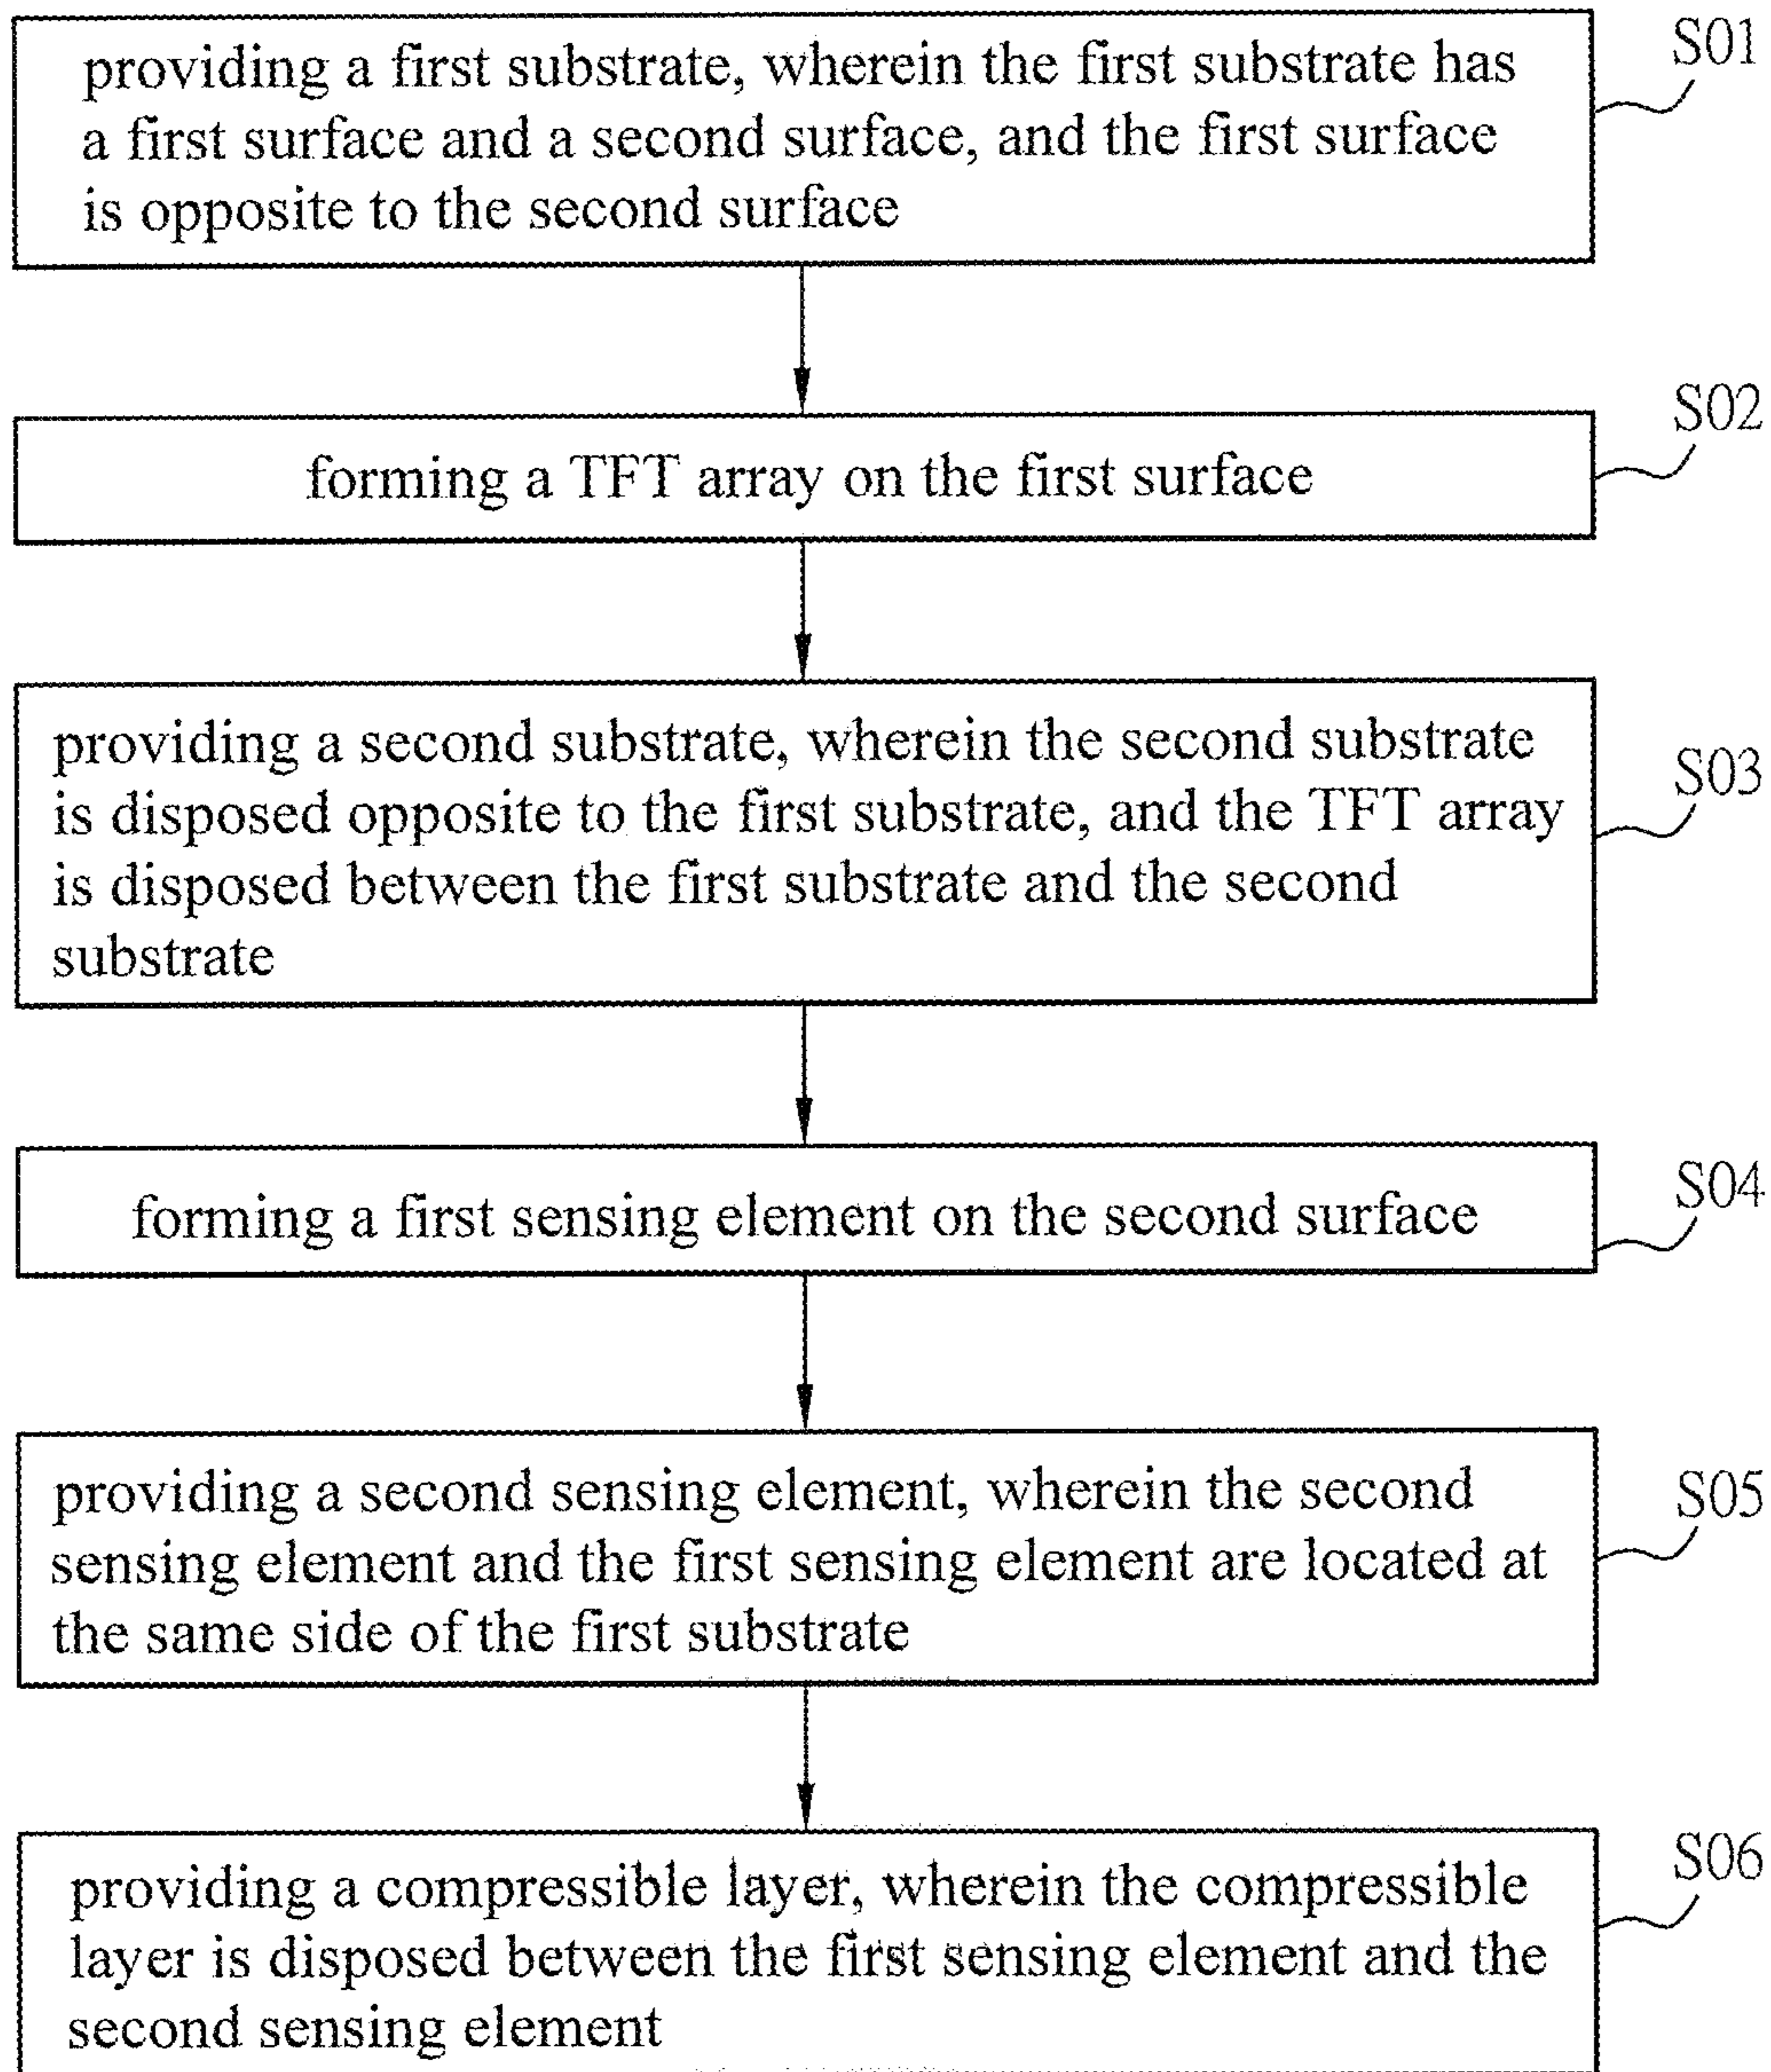 S01
providing a first substrate, wherein the first substrate has
a first surface and a second surface, and the first surface
is opposite to the second surface
S02
forming a TFT array on the first surface
S03
providing a second substrate, wherein the second substrate
is disposed opposite to the first substrate, and the TFT array
is disposed between the first substrate and the second
substrate
S04
forming a first sensing element on the second surface
S05
providing a second sensing element, wherein the second
sensing element and the first sensing element are located at
the same side of the first substrate
S06
providing a compressible layer, wherein the compressible
layer is disposed between the first sensing element and the
second sensing element